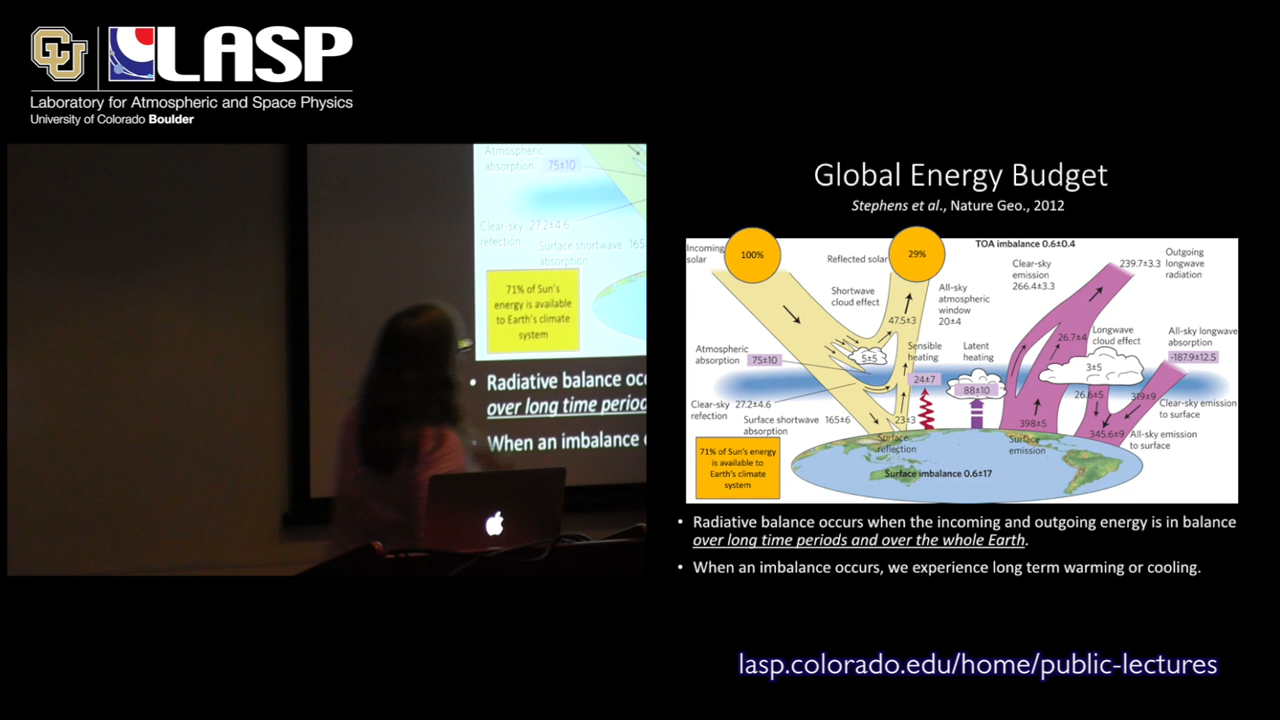 CU LASP
Laboratory for Atmospheric and Space Physics
University of Colorado Boulder
Atmospheric
absorption 75±10
Clear-sky 27.2±4.6
refection
Surface shortwave 165
absorption
71% of Sun's
energy is available
to Earth's climate
system
• Radiative balance occ
over long time period
• When an imbalance
Global Energy Budget
Stephens et al., Nature Geo., 2012
Incoming
solar
100%
Reflected solar
29%
TOA imbalance 0.6±0.4
Outgoing
longwave
radiation
239.7±3.3
Clear-sky
emission
266.4±3.3
Shortwave
cloud effect
47.5±3
All-sky
atmospheric
window
20±4
Atmospheric
absorption
75±10
5±5
Sensible
heating
24±7
Latent
heating
88±10
26.7±4
Longwave
cloud effect
3±5
All-sky longwave
absorption
-187.9±12.5
Clear-sky 27.2±4.6
refection
Surface shortwave 165±6
absorption
23±3
Surface
reflection
398±5
Surface
emission
26.6±5
319±9
Clear-sky emission
to surface
345.6±9
All-sky emission
to surface
71% of Sun's energy
is available to
Earth's climate
system
Surface imbalance 0.6±17
• Radiative balance occurs when the incoming and outgoing energy is in balance
over long time periods and over the whole Earth.
• When an imbalance occurs, we experience long term warming or cooling.
lasp.colorado.edu/home/public-lectures